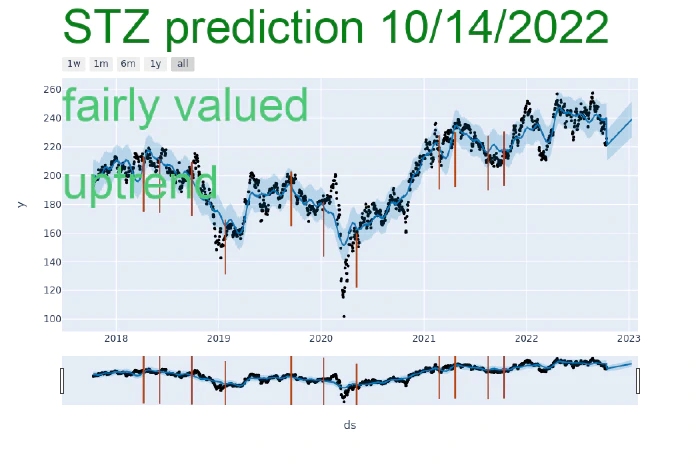 STZ prediction 10/14/2022
1w 1m 6m 1y all
260
fairly valued
240
220
200
uptrend
180
y
160
140
120
100
2018 2019 2020 2021 2022 2023
ds